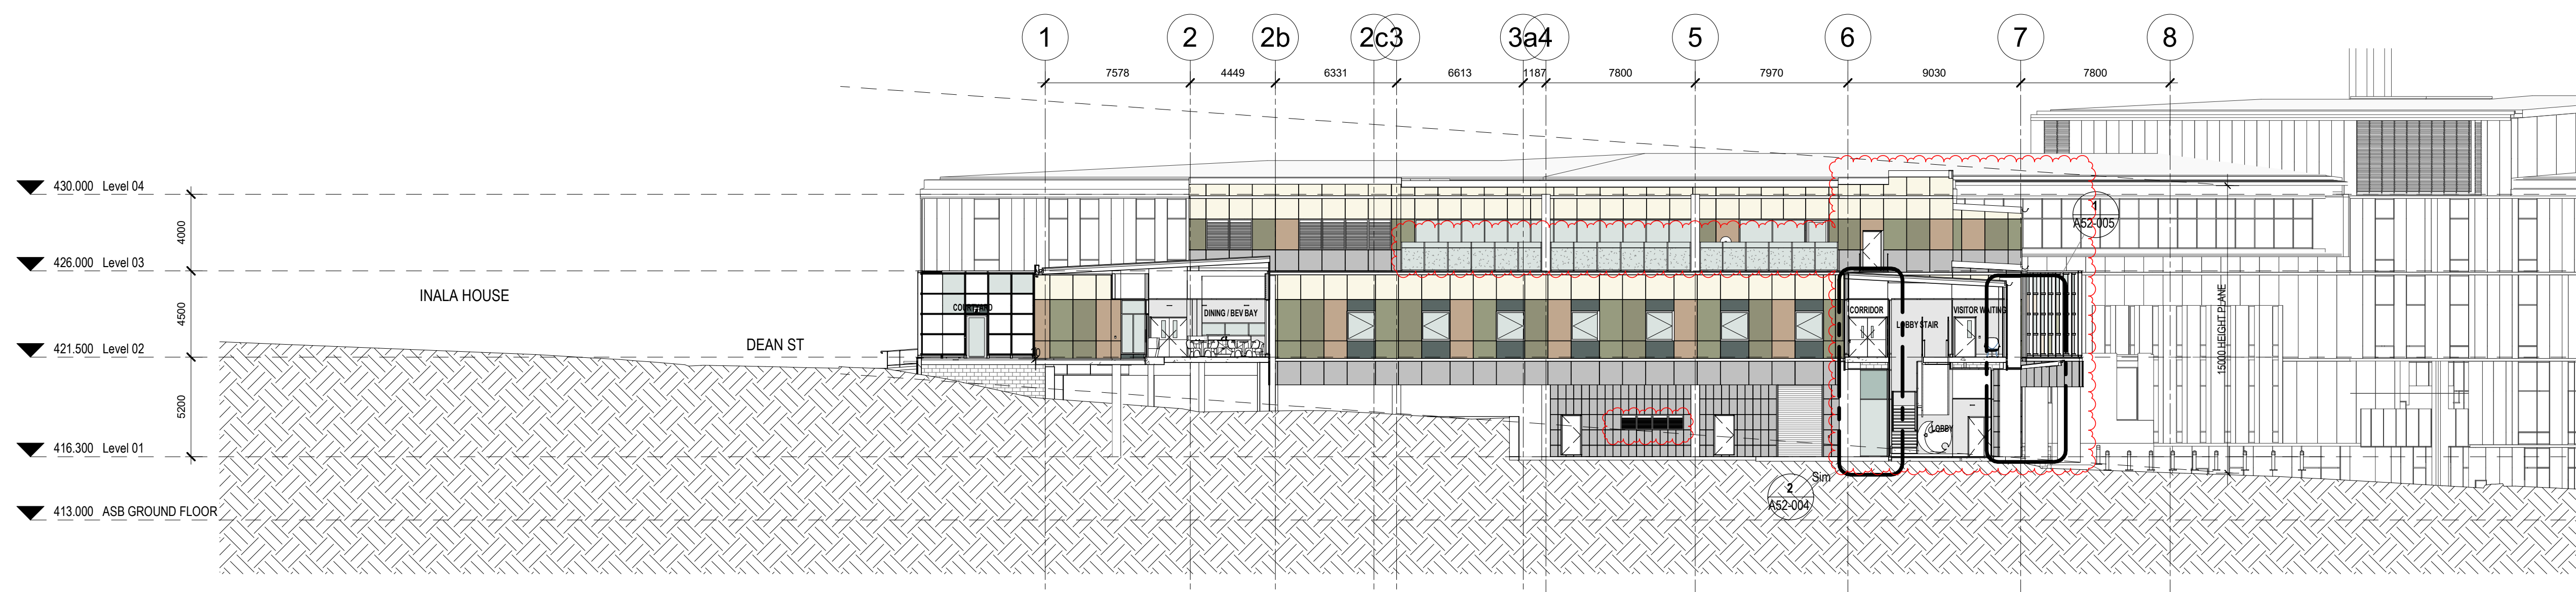 1 2 2b 2c 3 3a 4 5 6 7 8
7578 4449 6331 6613 1187 7800 7970 9030 7800
430.000 Level 04
4000
426.000 Level 03
4500
421.500 Level 02
5200
416.300 Level 01
413.000 ASB GROUND FLOOR
INALA HOUSE
DEAN ST
COURTYARD
DINING / BEV BAY
CORRIDOR
LOBBY STAIR
VISITOR WAITING
LOBBY
1
A52-005
15000 HEIGHT PLANE
Sim
2
A52-004